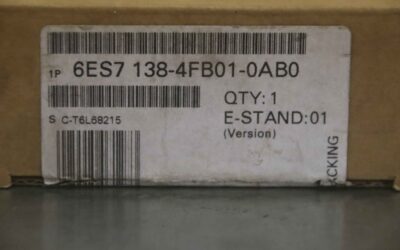 1P 6ES7 138-4FB01-0AB0
QTY: 1
S C-T6L68215
E-STAND:01
(Version)